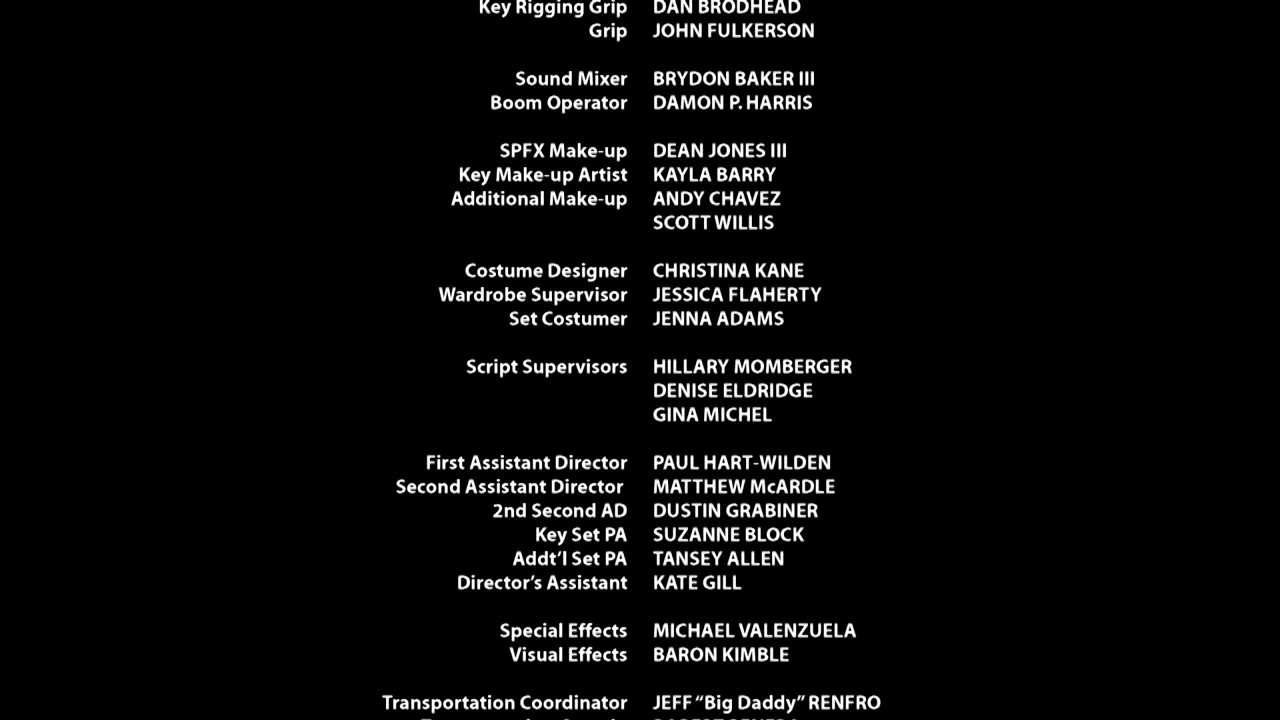 Key Rigging Grip DAN BRODHEAD
Grip JOHN FULKERSON
Sound Mixer BRYDON BAKER III
Boom Operator DAMON P. HARRIS
SPFX Make-up DEAN JONES III
Key Make-up Artist KAYLA BARRY
Additional Make-up ANDY CHAVEZ
SCOTT WILLIS
Costume Designer CHRISTINA KANE
Wardrobe Supervisor JESSICA FLAHERTY
Set Costumer JENNA ADAMS
Script Supervisors HILLARY MOMBERGER
DENISE ELDRIDGE
GINA MICHEL
First Assistant Director PAUL HART-WILDEN
Second Assistant Director MATTHEW McARDLE
2nd Second AD DUSTIN GRABINER
Key Set PA SUZANNE BLOCK
Addt’l Set PA TANSEY ALLEN
Director’s Assistant KATE GILL
Special Effects MICHAEL VALENZUELA
Visual Effects BARON KIMBLE
Transportation Coordinator JEFF “Big Daddy” RENFRO